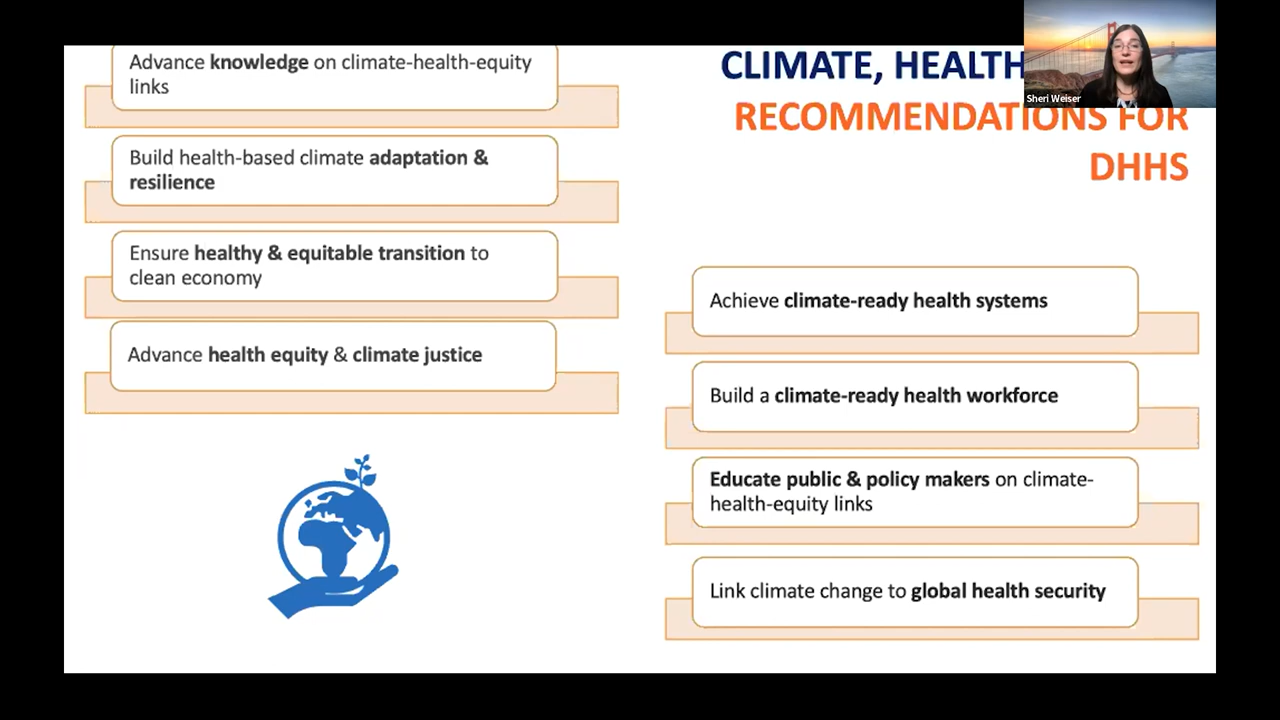 CLIMATE, HEALTH
RECOMMENDATIONS FOR
DHHS
Sheri Weiser
Advance knowledge on climate-health-equity
links
Build health-based climate adaptation &
resilience
Ensure healthy & equitable transition to
clean economy
Advance health equity & climate justice
Achieve climate-ready health systems
Build a climate-ready health workforce
Educate public & policy makers on climate-
health-equity links
Link climate change to global health security